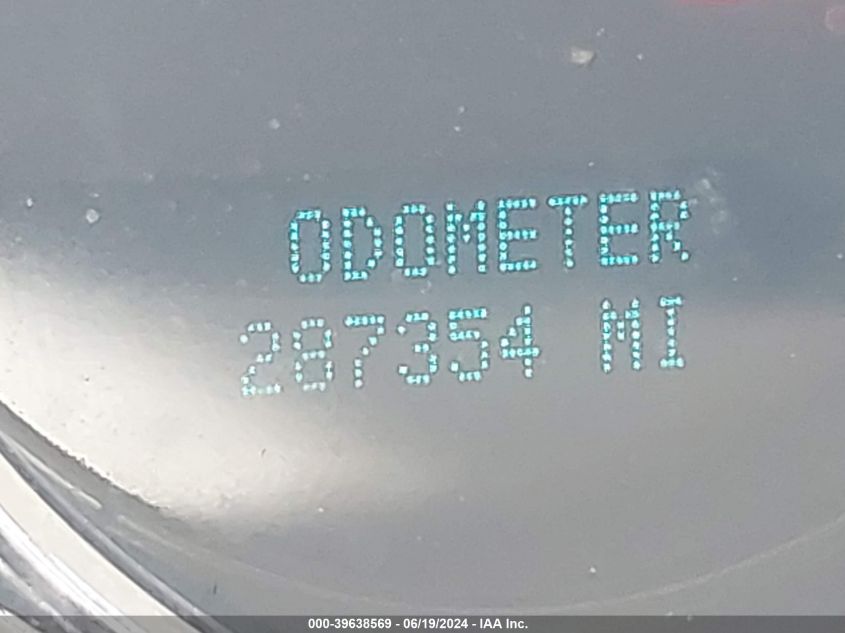 ODOMETER
287354 MI
000-39638569 - 06/19/2024 - IAA Inc.